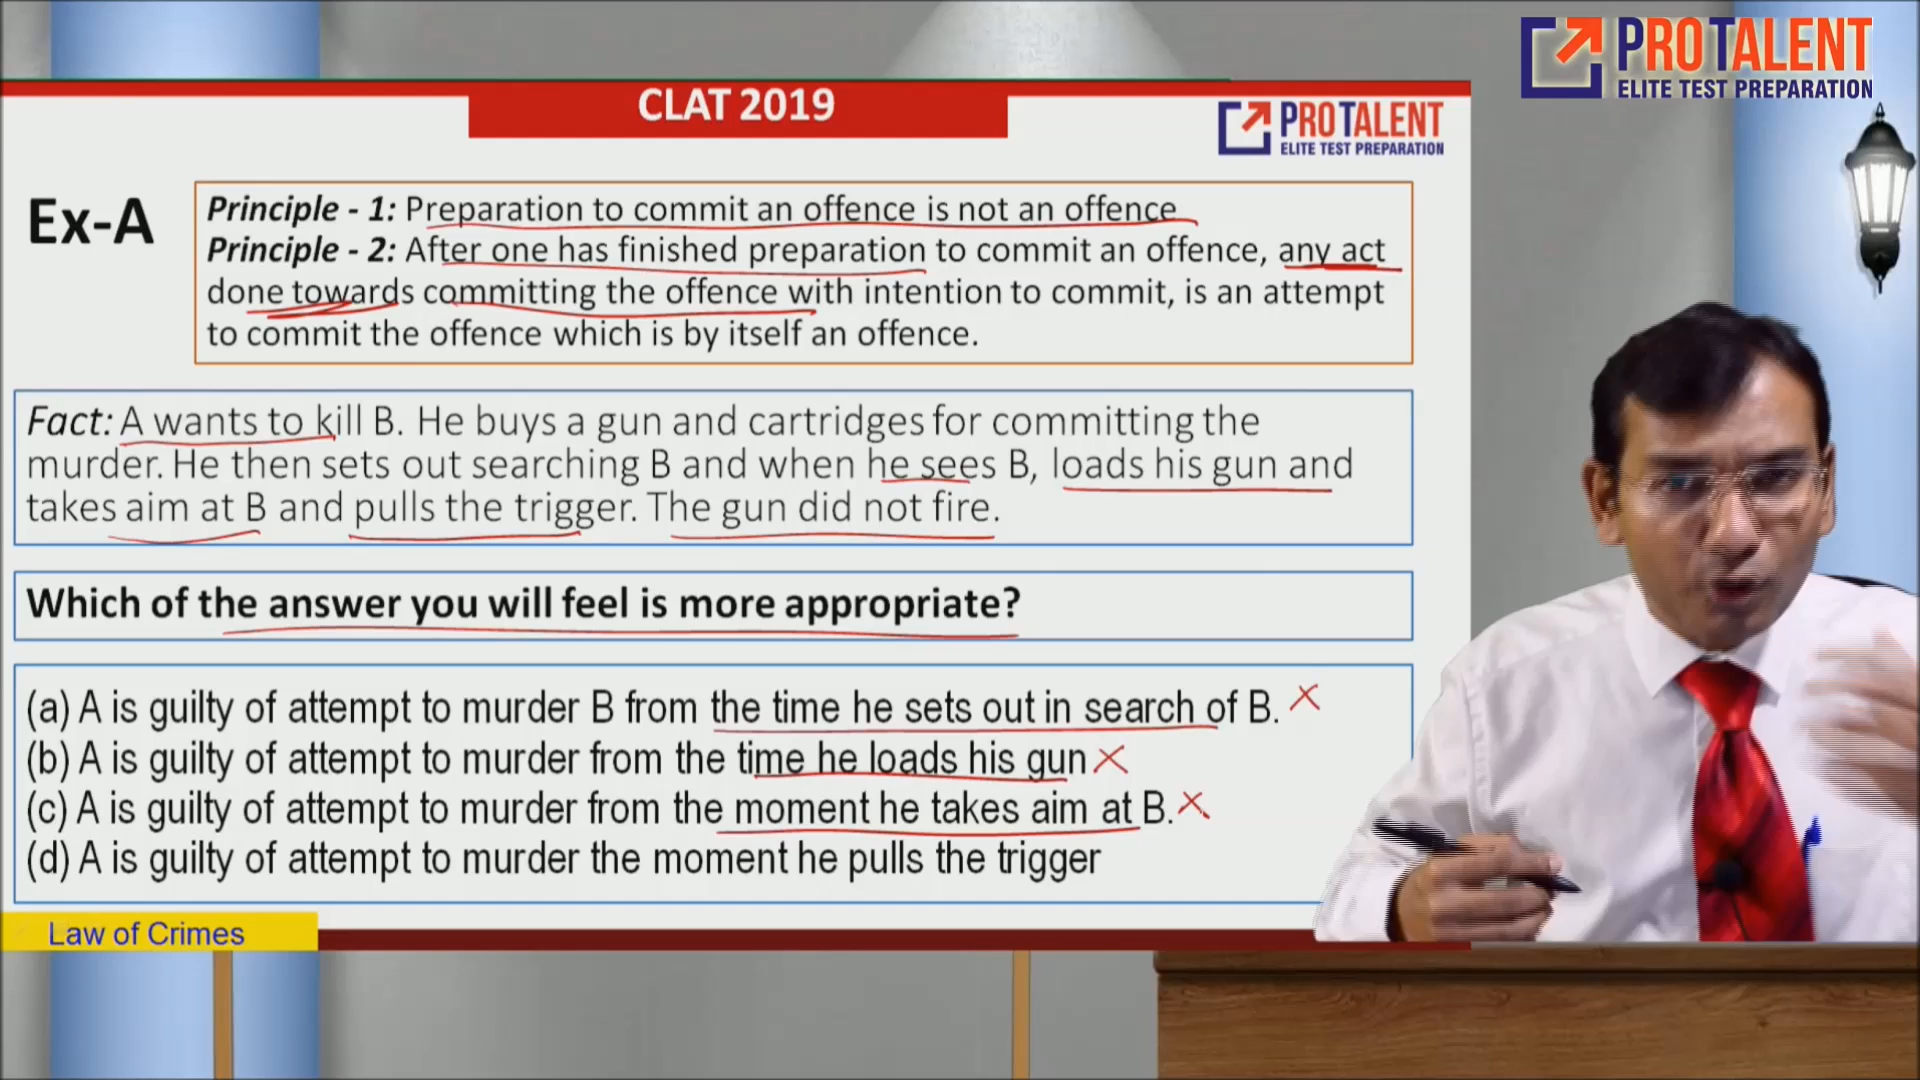 PROTALENT
ELITE TEST PREPARATION
CLAT 2019
PROTALENT
ELITE TEST PREPARATION
Ex-A
Principle - 1: Preparation to commit an offence is not an offence
Principle - 2: After one has finished preparation to commit an offence, any act
done towards committing the offence with intention to commit, is an attempt
to commit the offence which is by itself an offence.
Fact: A wants to kill B. He buys a gun and cartridges for committing the
murder. He then sets out searching B and when he sees B, loads his gun and
takes aim at B and pulls the trigger. The gun did not fire.
Which of the answer you will feel is more appropriate?
(a) A is guilty of attempt to murder B from the time he sets out in search of B.
(b) A is guilty of attempt to murder from the time he loads his gun
(c) A is guilty of attempt to murder from the moment he takes aim at B.
(d) A is guilty of attempt to murder the moment he pulls the trigger
Law of Crimes